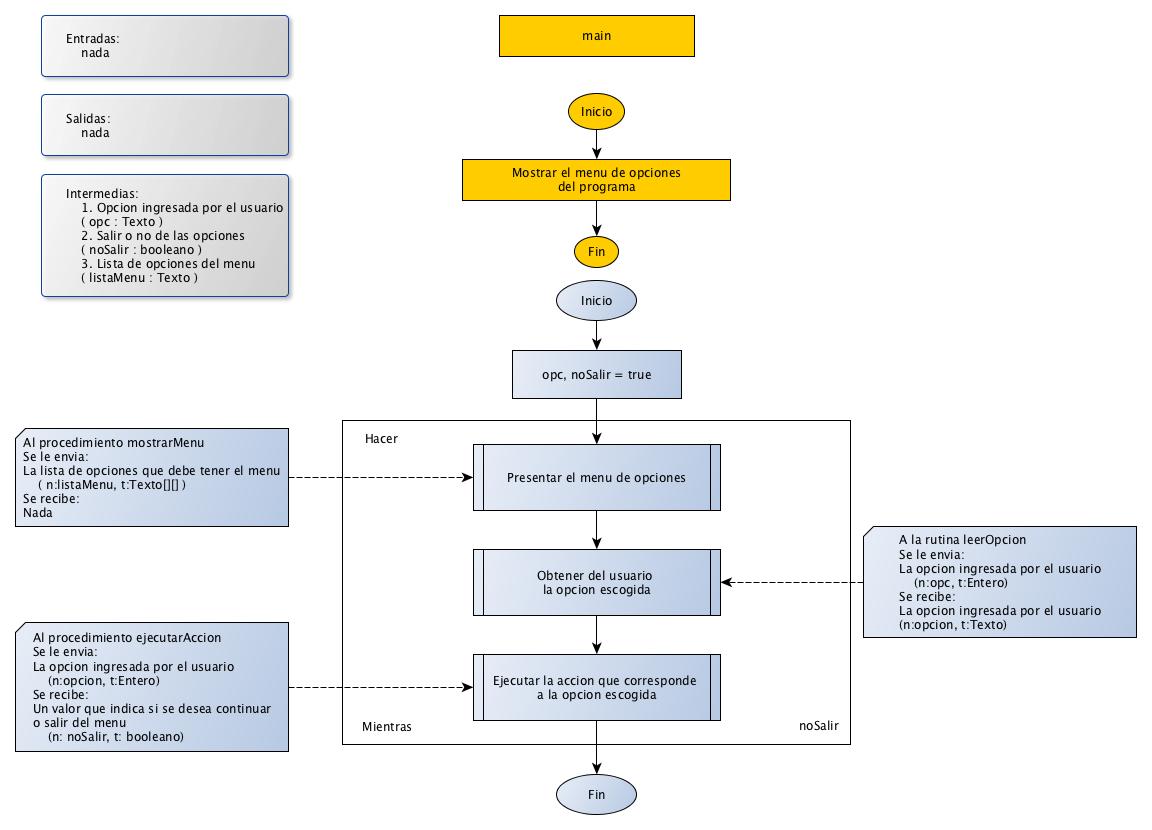 Entradas:
nada
Salidas:
nada
Intermedias:
1. Opcion ingresada por el usuario
( opc : Texto )
2. Salir o no de las opciones
( noSalir : booleano )
3. Lista de opciones del menu
( listaMenu : Texto )
main
Inicio
Mostrar el menu de opciones
del programa
Fin
Inicio
opc, noSalir = true
Hacer
Al procedimiento mostrarMenu
Se le envia:
La lista de opciones que debe tener el menu
( n:listaMenu, t:Texto[][] )
Se recibe:
Nada
Presentar el menu de opciones
Obtener del usuario
la opcion escogida
A la rutina leerOpcion
Se le envia:
La opcion ingresada por el usuario
(n:opc, t:Entero)
Se recibe:
La opcion ingresada por el usuario
(n:opcion, t:Texto)
Al procedimiento ejecutarAccion
Se le envia:
La opcion ingresada por el usuario
(n:opcion, t:Entero)
Se recibe:
Un valor que indica si se desea continuar
o salir del menu
(n: noSalir, t: booleano)
Ejecutar la accion que corresponde
a la opcion escogida
Mientras
noSalir
Fin